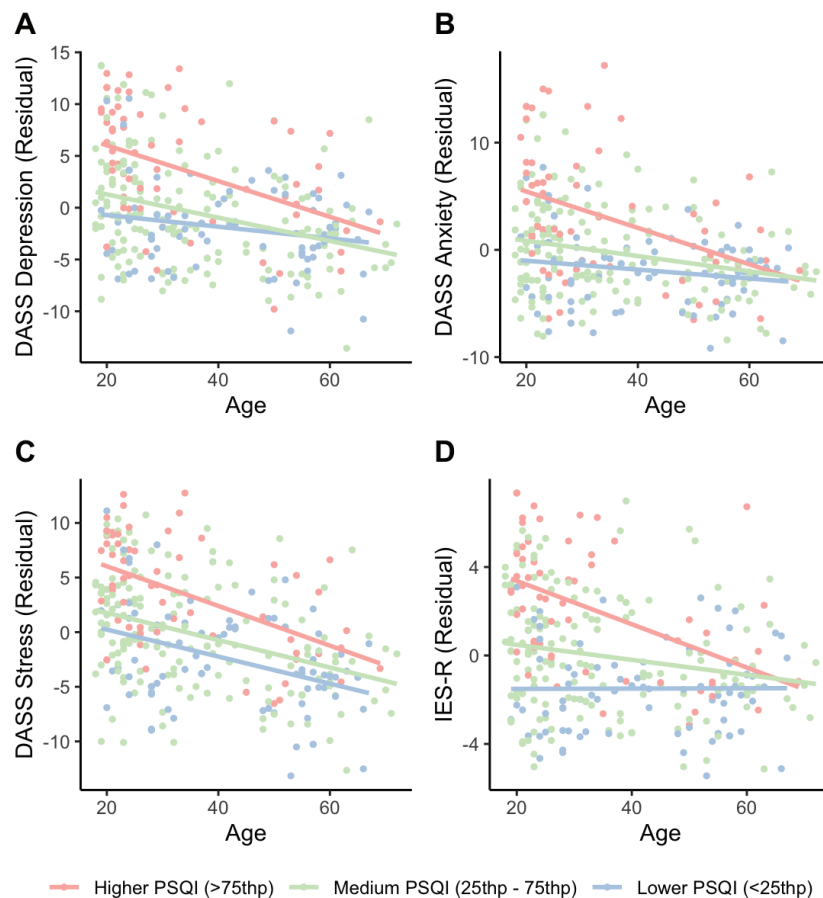 A
DASS Depression (Residual)
15
10
5
0
-5
-10
20
40
60
Age
B
DASS Anxiety (Residual)
10
0
-10
20
40
60
Age
C
DASS Stress (Residual)
10
5
0
-5
-10
20
40
60
Age
D
IES-R (Residual)
4
0
-4
20
40
60
Age
Higher PSQI (>75thp) Medium PSQI (25thp - 75thp) Lower PSQI (<25thp)